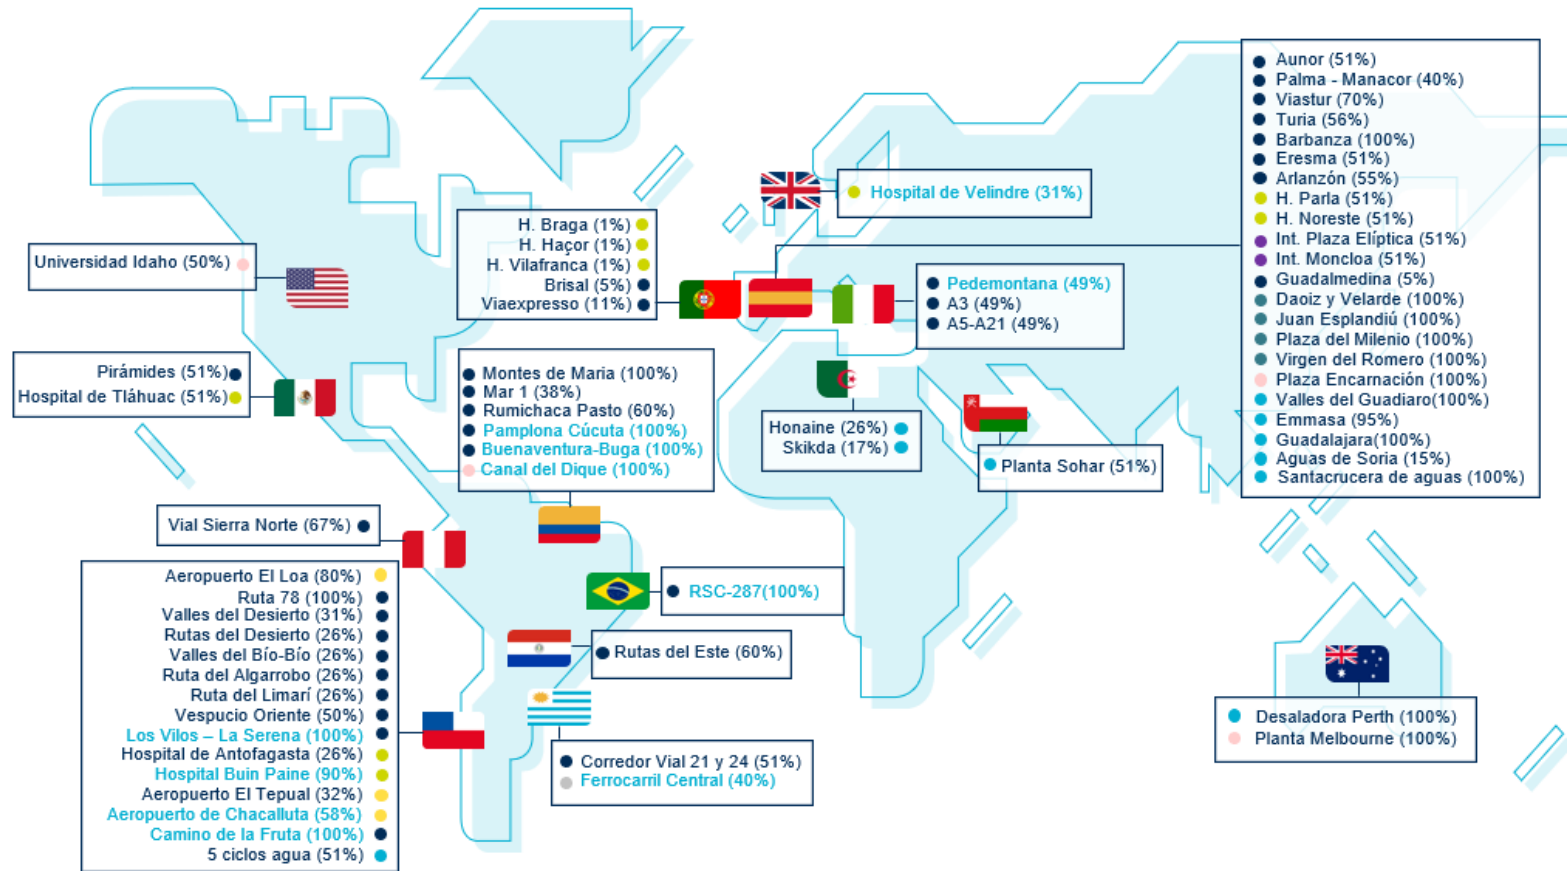 Aunor (51%)
Palma - Manacor (40%)
Viastur (70%)
Turia (56%)
Barbanza (100%)
Eresma (51%)
Arlanzón (55%)
H. Parla (51%)
H. Noreste (51%)
Int. Plaza Elíptica (51%)
Int. Moncloa (51%)
Guadalmedina (5%)
Daoiz y Velarde (100%)
Juan Esplandiú (100%)
Plaza del Milenio (100%)
Virgen del Romero (100%)
Plaza Encarnación (100%)
Valles del Guadiaro(100%)
Emmasa (95%)
Guadalajara(100%)
Aguas de Soria (15%)
Santacrucera de aguas (100%)
Hospital de Velindre (31%)
H. Braga (1%)
H. Haçor (1%)
H. Vilafranca (1%)
Brisal (5%)
Viaexpresso (11%)
Universidad Idaho (50%)
Pedemontana (49%)
A3 (49%)
A5-A21 (49%)
Pirámides (51%)
Hospital de Tláhuac (51%)
Montes de Maria (100%)
Mar 1 (38%)
Rumichaca Pasto (60%)
Pamplona Cúcuta (100%)
Buenaventura-Buga (100%)
Canal del Dique (100%)
Honaine (26%)
Skikda (17%)
Planta Sohar (51%)
Vial Sierra Norte (67%)
Aeropuerto El Loa (80%)
Ruta 78 (100%)
Valles del Desierto (31%)
Rutas del Desierto (26%)
Valles del Bío-Bío (26%)
Ruta del Algarrobo (26%)
Ruta del Limarí (26%)
Vespucio Oriente (50%)
Los Vilos – La Serena (100%)
Hospital de Antofagasta (26%)
Hospital Buin Paine (90%)
Aeropuerto El Tepual (32%)
Aeropuerto de Chacalluta (58%)
Camino de la Fruta (100%)
5 ciclos agua (51%)
RSC-287(100%)
Rutas del Este (60%)
Corredor Vial 21 y 24 (51%)
Ferrocarril Central (40%)
Desaladora Perth (100%)
Planta Melbourne (100%)